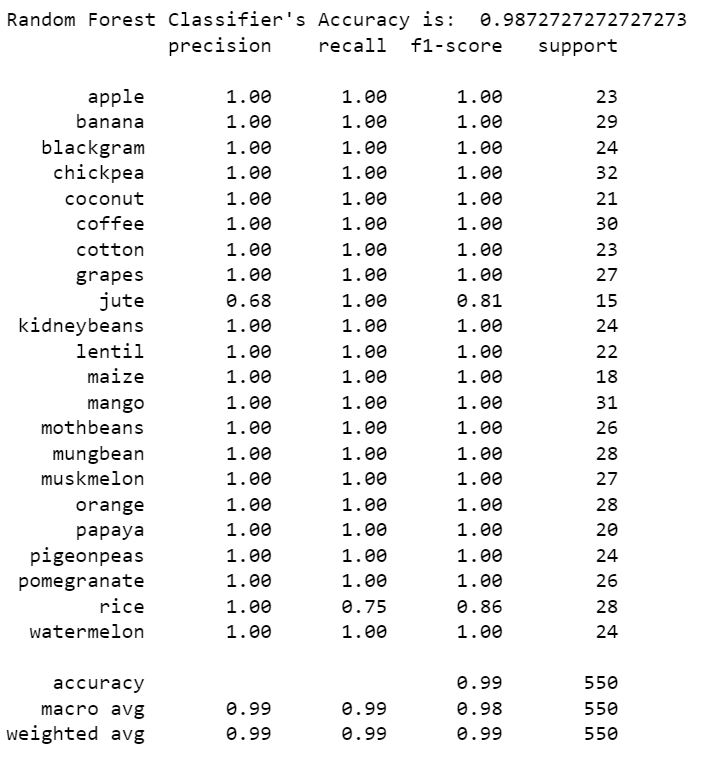 Random Forest Classifier's Accuracy is:  0.9872727272727273
precision recall f1-score support
apple 1.00 1.00 1.00 23
banana 1.00 1.00 1.00 29
blackgram 1.00 1.00 1.00 24
chickpea 1.00 1.00 1.00 32
coconut 1.00 1.00 1.00 21
coffee 1.00 1.00 1.00 30
cotton 1.00 1.00 1.00 23
grapes 1.00 1.00 1.00 27
jute 0.68 1.00 0.81 15
kidneybeans 1.00 1.00 1.00 24
lentil 1.00 1.00 1.00 22
maize 1.00 1.00 1.00 18
mango 1.00 1.00 1.00 31
mothbeans 1.00 1.00 1.00 26
mungbean 1.00 1.00 1.00 28
muskmelon 1.00 1.00 1.00 27
orange 1.00 1.00 1.00 28
papaya 1.00 1.00 1.00 20
pigeonpeas 1.00 1.00 1.00 24
pomegranate 1.00 1.00 1.00 26
rice 1.00 0.75 0.86 28
watermelon 1.00 1.00 1.00 24
accuracy 0.99 550
macro avg 0.99 0.99 0.98 550
weighted avg 0.99 0.99 0.99 550